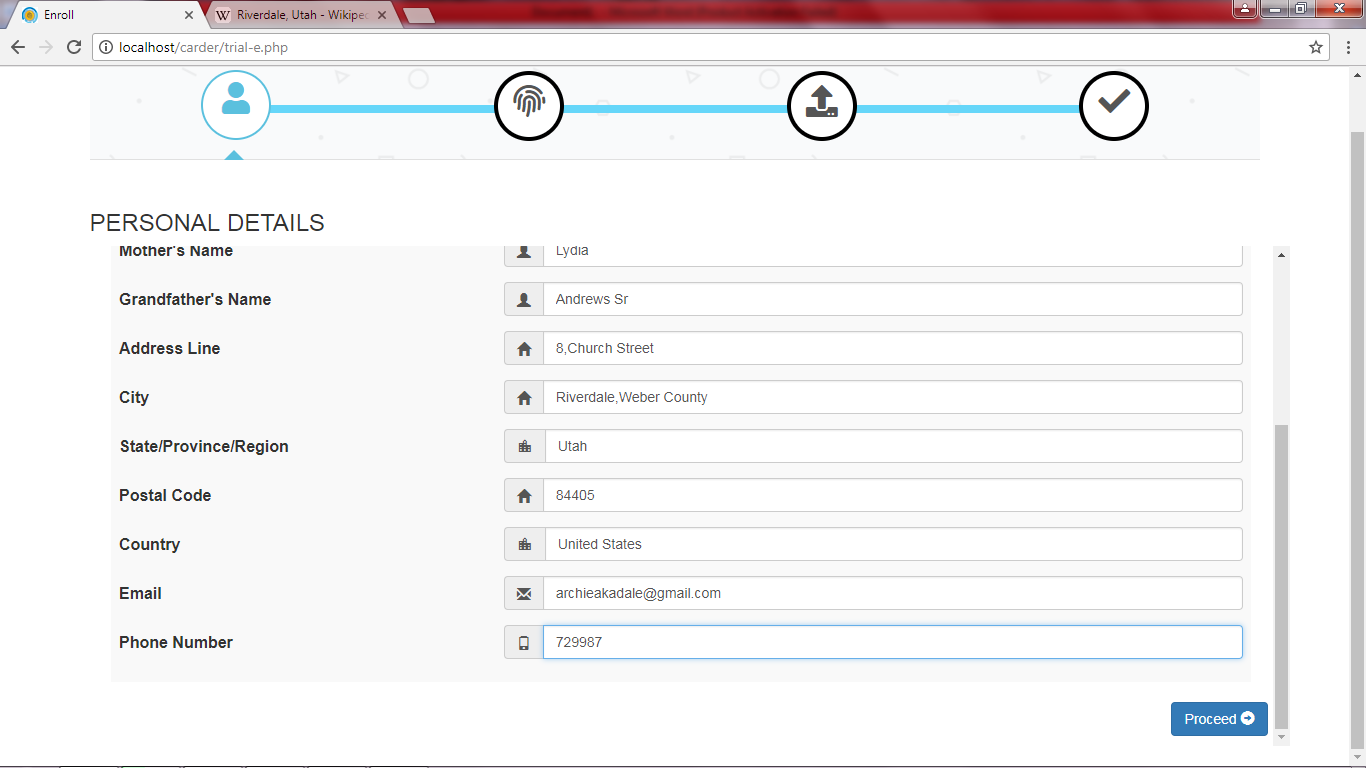 Enroll
Riverdale, Utah - Wikiped
localhost/carder/trial-e.php
PERSONAL DETAILS
Mother's Name Lydia
Grandfather's Name Andrews Sr
Address Line 8,Church Street
City Riverdale,Weber County
State/Province/Region Utah
Postal Code 84405
Country United States
Email archieakadale@gmail.com
Phone Number 729987
Proceed